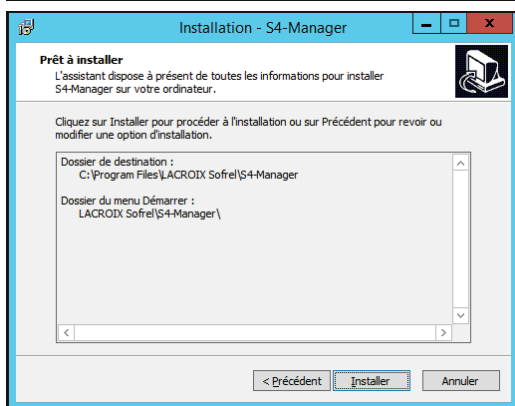 Installation - S4-Manager
Prêt à installer
L'assistant dispose à présent de toutes les informations pour installer
S4-Manager sur votre ordinateur.
Cliquez sur Installer pour procéder à l'installation ou sur Précédent pour revoir ou
modifier une option d'installation.
Dossier de destination :
C:\Program Files\LACROIX Sofrel\S4-Manager
Dossier du menu Démarrer :
LACROIX Sofrel\S4-Manager\
< Précédent
Installer
Annuler